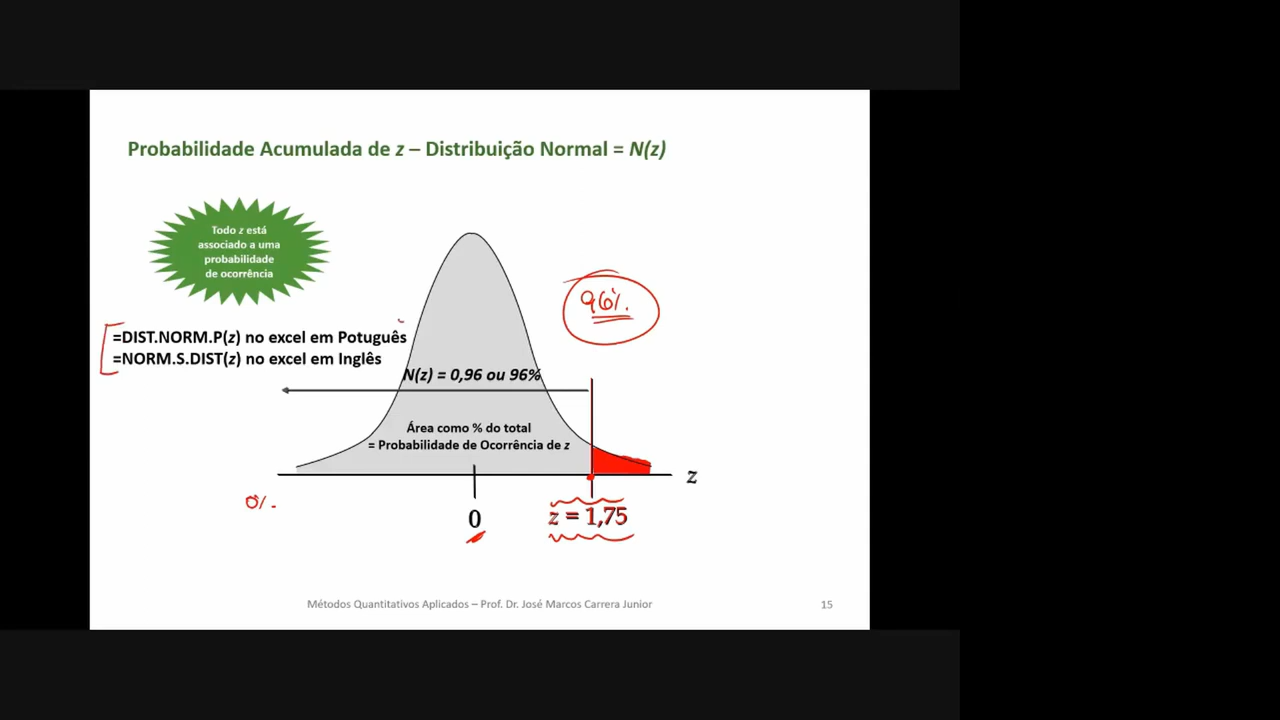 Probabilidade Acumulada de z – Distribuição Normal = N(z)
Todo z está
associado a uma
probabilidade
de ocorrência
96%.
=DIST.NORM.P(z) no excel em Potuguês
=NORM.S.DIST(z) no excel em Inglês
N(z) = 0,96 ou 96%
Área como % do total
= Probabilidade de Ocorrência de z
z
0%.
0
z = 1,75
Métodos Quantitativos Aplicados – Prof. Dr. José Marcos Carrera Junior
15